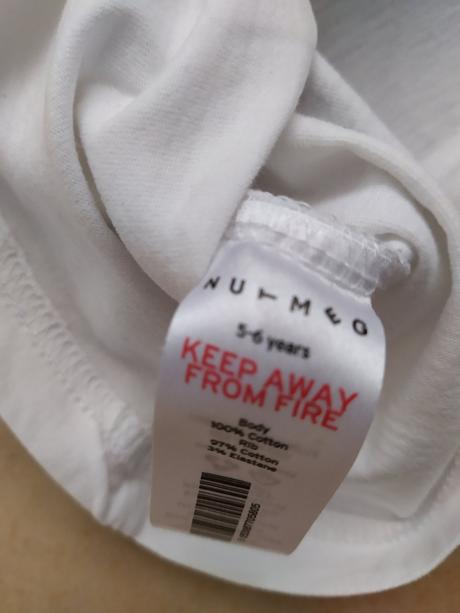 NUTMEG
5-6 years
KEEP AWAY
FROM FIRE
Body
100% Cotton
Rib
97% Cotton
3% Elastane